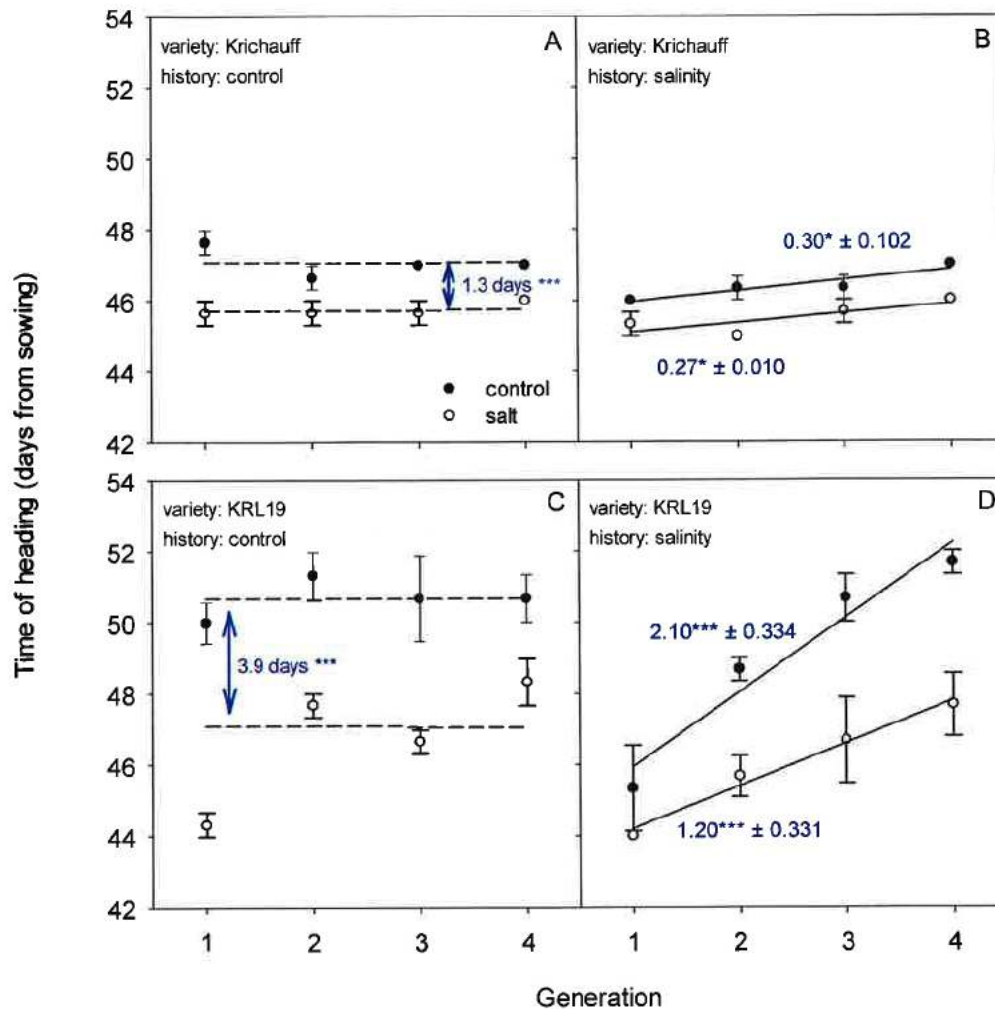 54
52
50
48
46
44
42
variety: Krichauff
history: control
A
1.3 days ***
control
salt
variety: Krichauff
history: salinity
B
0.30* ± 0.102
0.27* ± 0.010
Time of heading (days from sowing)
54
52
50
48
46
44
42
variety: KRL19
history: control
C
3.9 days ***
variety: KRL19
history: salinity
D
2.10*** ± 0.334
1.20*** ± 0.331
1 2 3 4 1 2 3 4
Generation